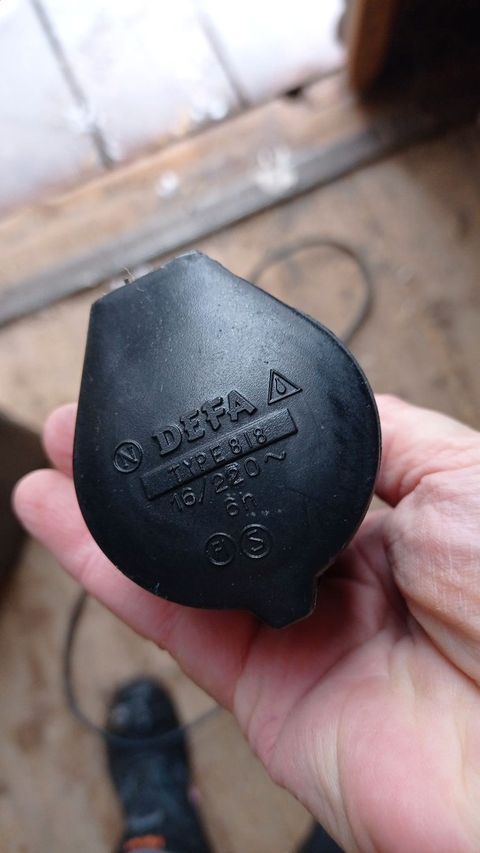 N DEFA
TYPE 818
16/220~
6h
F S